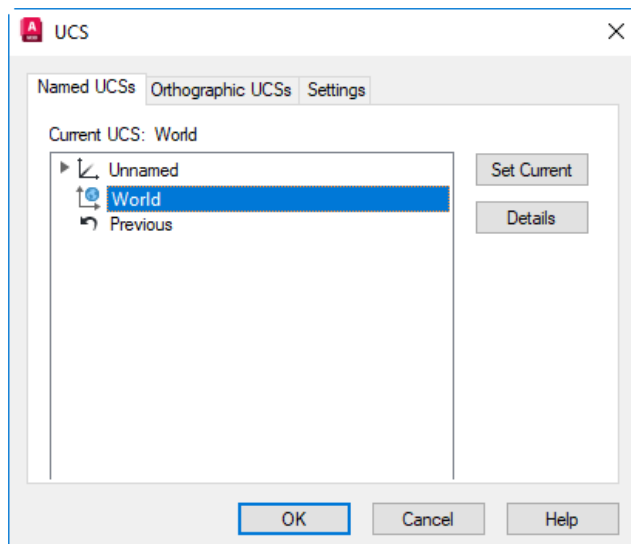 UCS
Named UCSs Orthographic UCSs Settings
Current UCS: World
Unnamed
World
Previous
Set Current
Details
OK Cancel Help